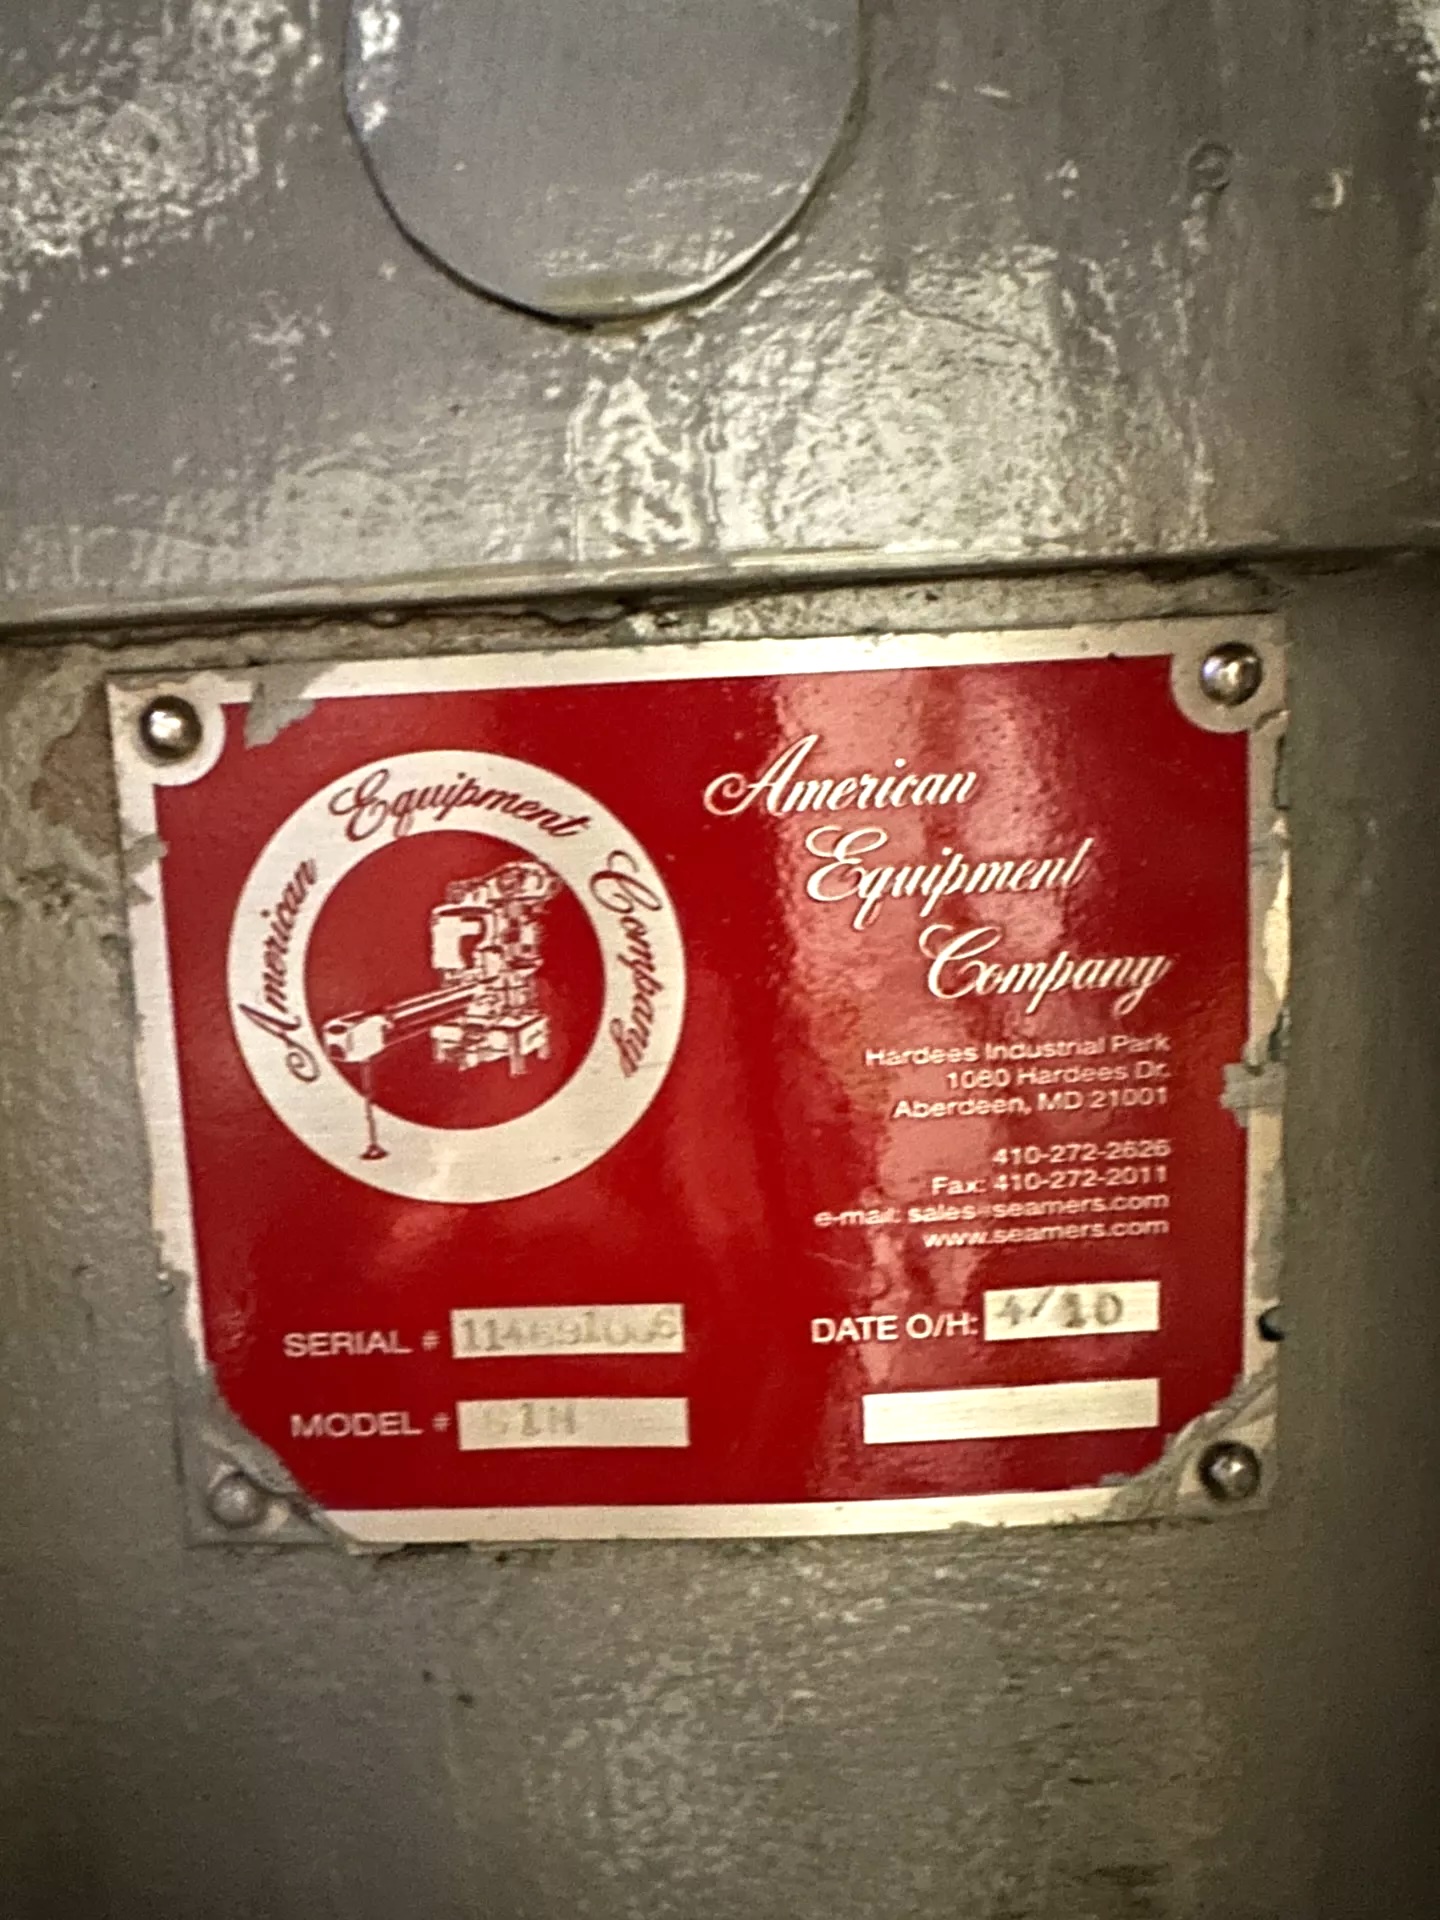 American Equipment Company
American
Equipment
Company
Hardees Industrial Park
1080 Hardees Dr.
Aberdeen, MD 21001
410-272-2626
Fax: 410-272-2011
e-mail: sales@seamers.com
www.seamers.com
SERIAL #
DATE O/H: 4/10
MODEL #